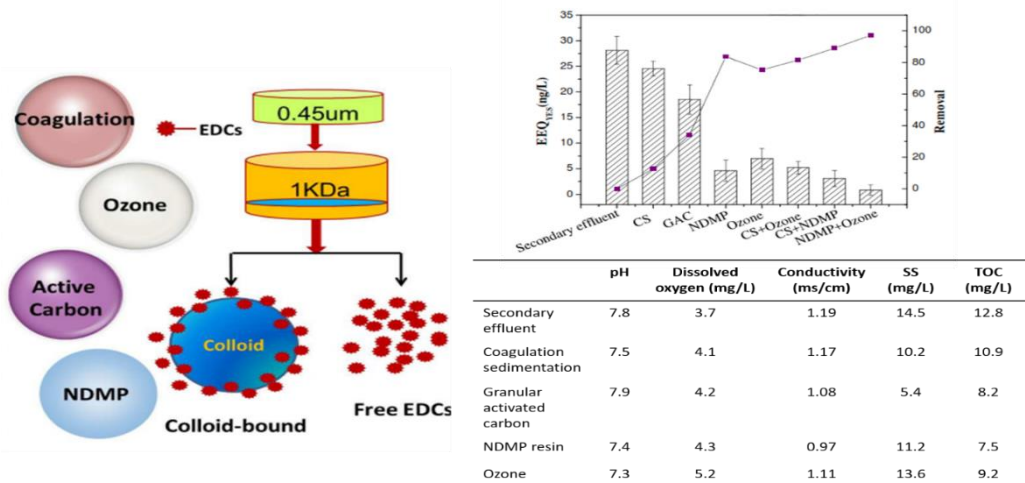 Coagulation
EDCs
0.45um
1KDa
Ozone
Active
Carbon
Colloid
NDMP
Colloid-bound
Free EDCs
35
30
25
20
15
10
5
0
EEQYES(ng/L)
100
80
60
40
20
0
Removal
Secondary effluent
CS
GAC
NDMP
Ozone
CS+Ozone
CS+NDMP
NDMP+Ozone
pH Dissolved oxygen (mg/L) Conductivity (ms/cm) SS (mg/L) TOC (mg/L)
Secondary effluent 7.8 3.7 1.19 14.5 12.8
Coagulation sedimentation 7.5 4.1 1.17 10.2 10.9
Granular activated carbon 7.9 4.2 1.08 5.4 8.2
NDMP resin 7.4 4.3 0.97 11.2 7.5
Ozone 7.3 5.2 1.11 13.6 9.2